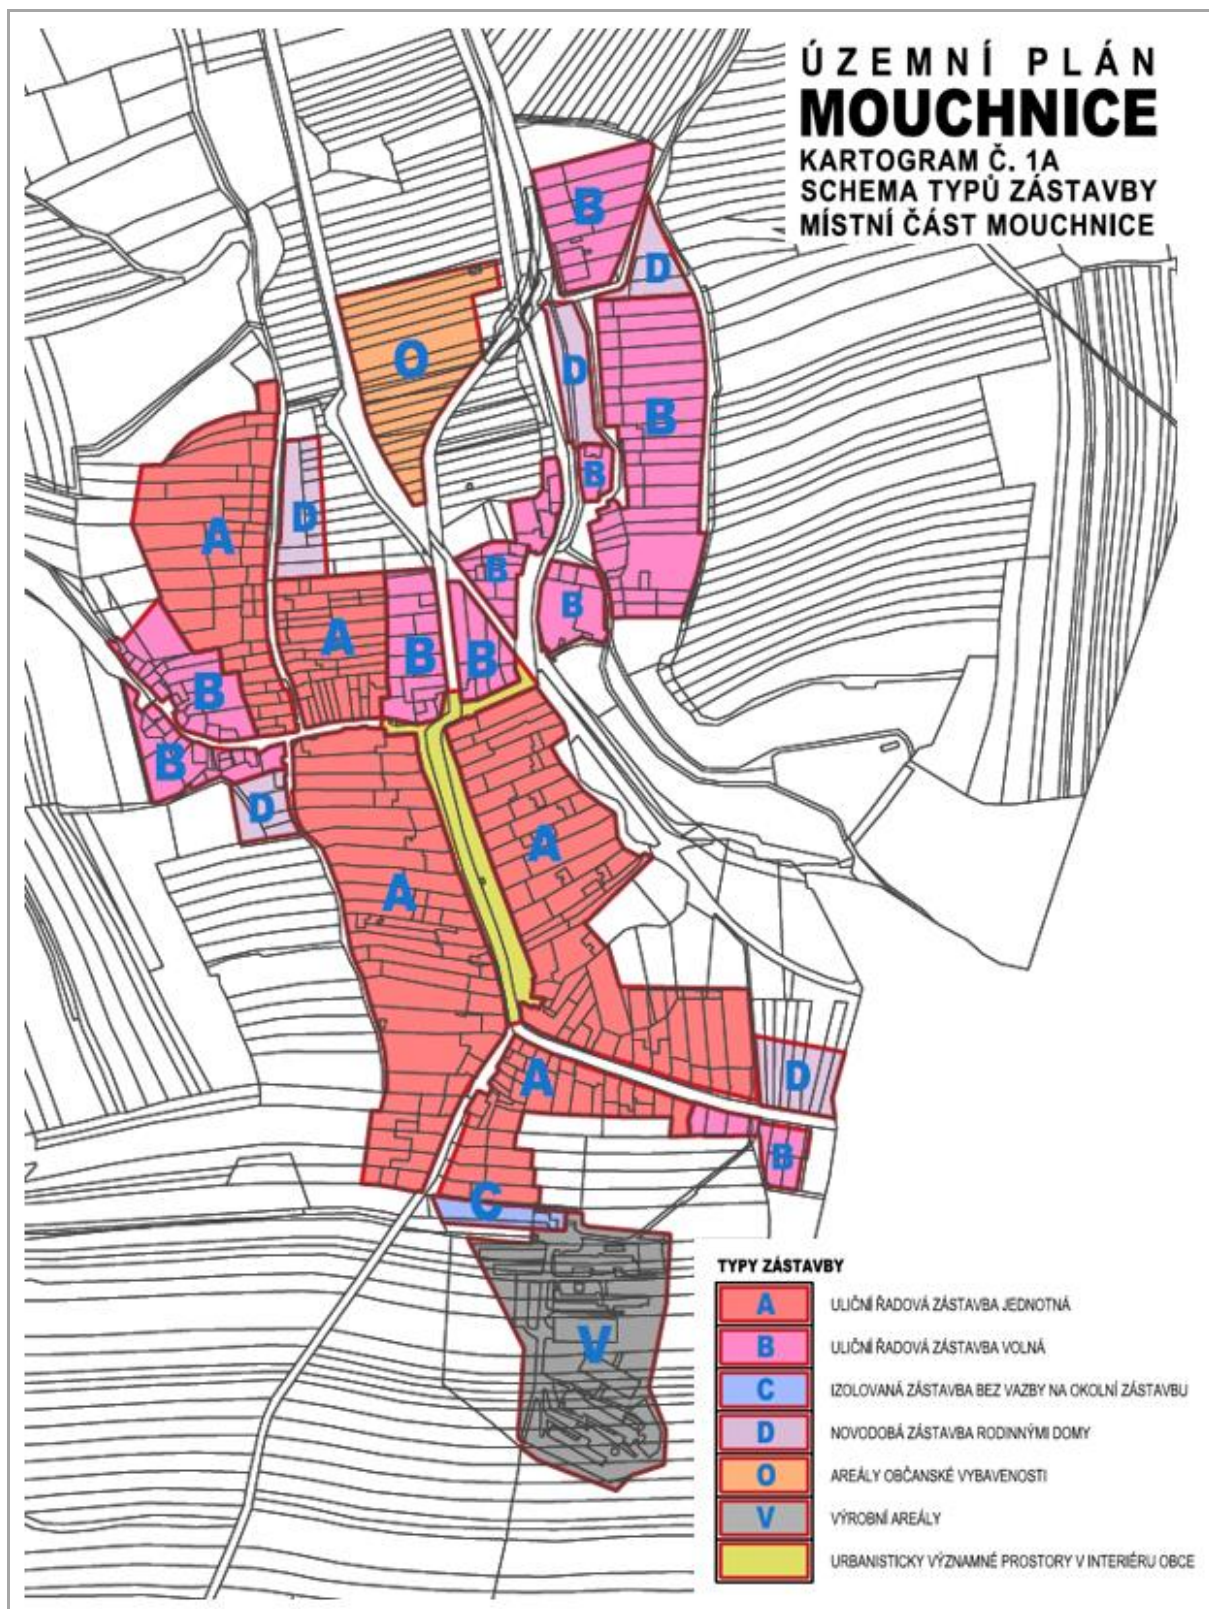 ÚZEMNÍ PLÁN
MOUCHNICE
KARTOGRAM Č. 1A
SCHEMA TYPŮ ZÁSTAVBY
MÍSTNÍ ČÁST MOUCHNICE
B
D
O
D
B
B
A
D
B
B
A
B
B
B
B
D
A
A
D
A
B
C
V
TYPY ZÁSTAVBY
A ULIČNÍ ŘADOVÁ ZÁSTAVBA JEDNOTNÁ
B ULIČNÍ ŘADOVÁ ZÁSTAVBA VOLNÁ
C IZOLOVANÁ ZÁSTAVBA BEZ VAZBY NA OKOLNÍ ZÁSTAVBU
D NOVODOBÁ ZÁSTAVBA RODINNÝMI DOMY
O AREÁLY OBČANSKÉ VYBAVENOSTI
V VÝROBNÍ AREÁLY
URBANISTICKY VÝZNAMNÉ PROSTORY V INTERIÉRU OBCE